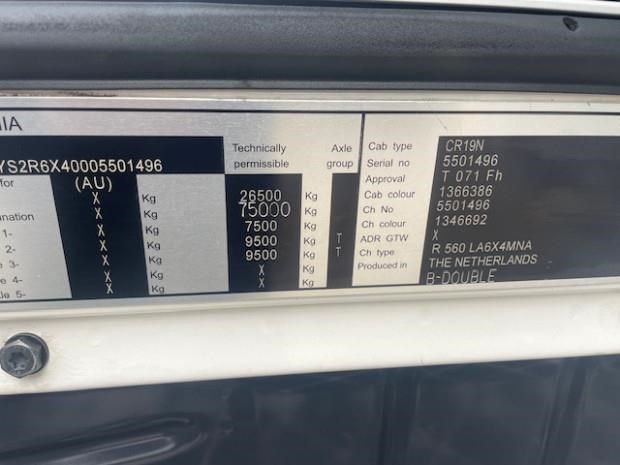 IA
YS2R6X40005501496
(AU)
Technically permissible
Axle group
for
X Kg 26500 Kg
nation X Kg 75000 Kg
1- X Kg 7500 Kg
2- X Kg 9500 Kg T
3- X Kg 9500 Kg T
4- X Kg X Kg
5- X Kg X Kg
Cab type CR19N
Serial no 5501496
Approval T 071 Fh
Cab colour 1366386
Ch No 5501496
Ch colour 1346692
ADR GTW X
Ch type R 560 LA6X4MNA
Produced in THE NETHERLANDS
B-DOUBLE